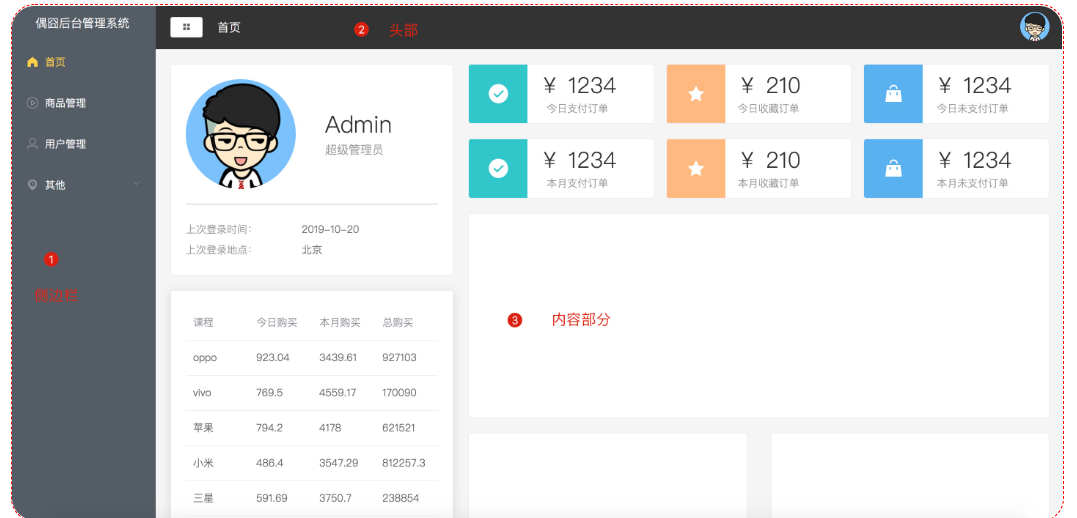 偶囧后台管理系统
首页
商品管理
用户管理
其他
1
侧边栏
首页
2 头部
Admin
超级管理员
上次登录时间： 2019-10-20
上次登录地点： 北京
课程 今日购买 本月购买 总购买
oppo 923.04 3439.61 927103
vivo 769.5 4559.17 170090
苹果 794.2 4178 621521
小米 486.4 3547.29 812257.3
三星 591.69 3750.7 238854
¥ 1234
今日支付订单
¥ 210
今日收藏订单
¥ 1234
今日未支付订单
¥ 1234
本月支付订单
¥ 210
本月收藏订单
¥ 1234
本月未支付订单
3 内容部分